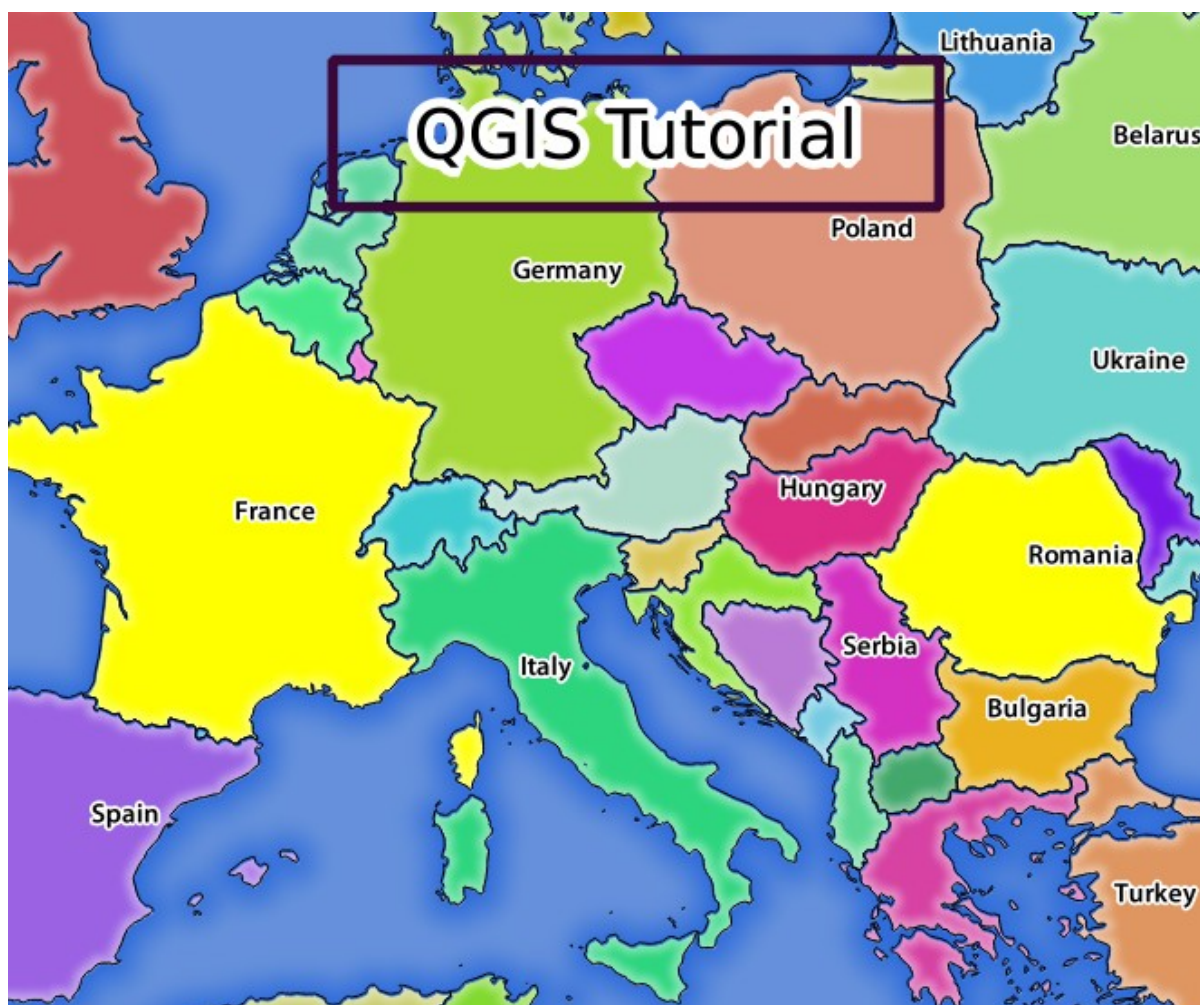 Lithuania
QGIS Tutorial
Belarus
Poland
Germany
Ukraine
Hungary
France
Romania
Serbia
Italy
Bulgaria
Spain
Turkey